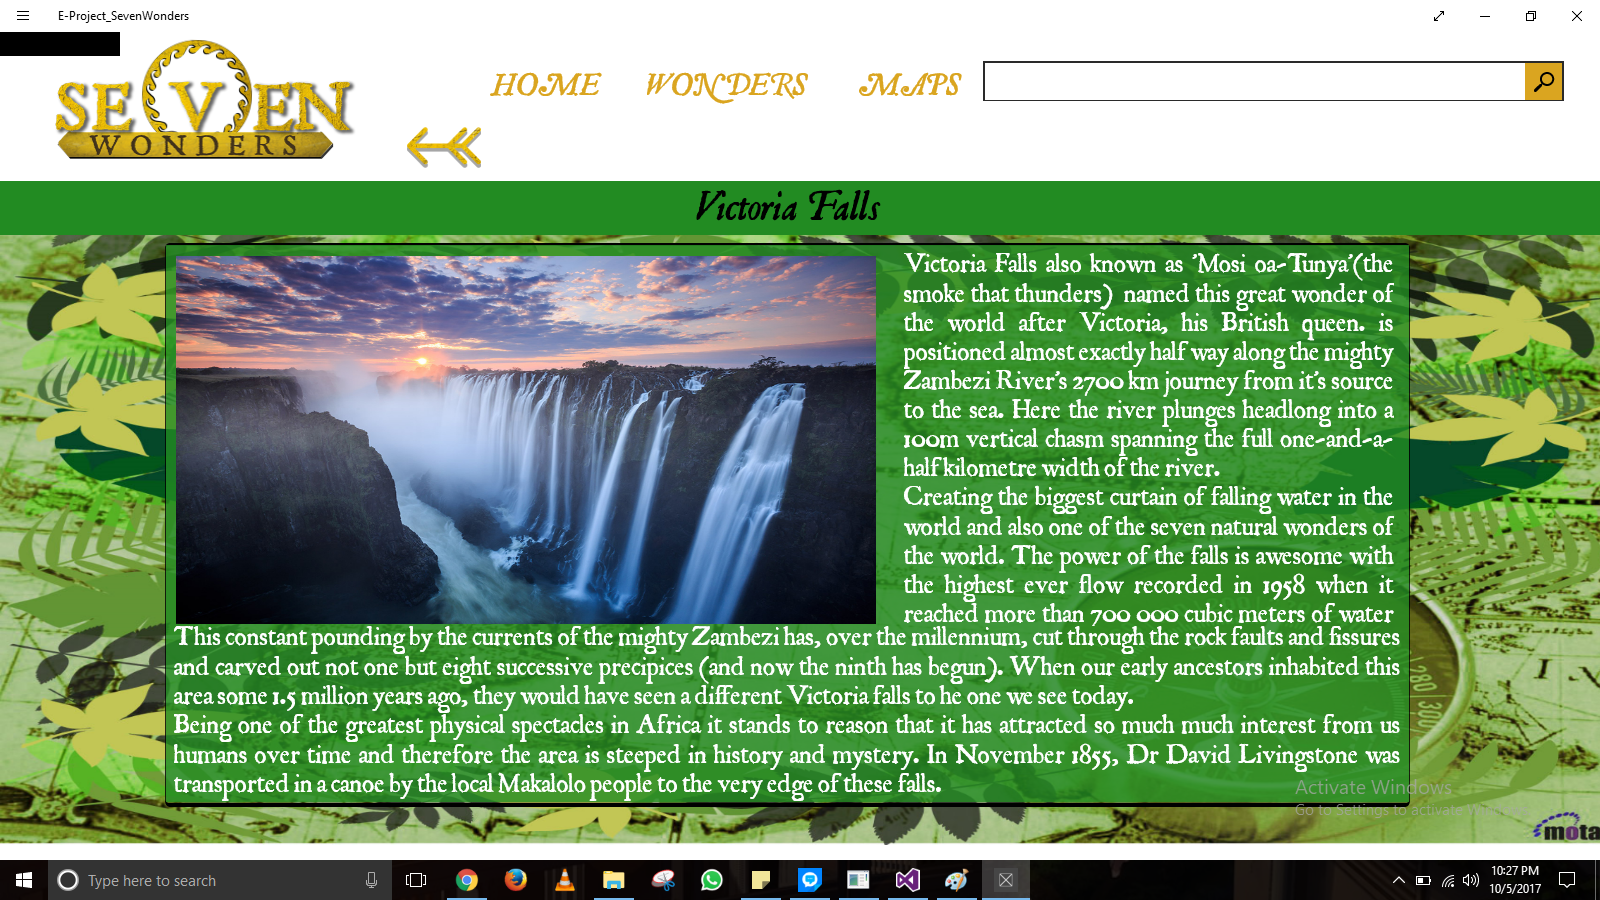 E-Project_SevenWonders
SEVEN
WONDERS
HOME WONDERS MAPS
Victoria Falls
Victoria Falls also known as 'Mosi oa-Tunya'(the
smoke that thunders) named this great wonder of
the world after Victoria, his British queen. is
positioned almost exactly half way along the mighty
Zambezi River's 2700 km journey from it's source
to the sea. Here the river plunges headlong into a
100m vertical chasm spanning the full one-and-a-
half kilometre width of the river.
Creating the biggest curtain of falling water in the
world and also one of the seven natural wonders of
the world. The power of the falls is awesome with
the highest ever flow recorded in 1958 when it
reached more than 700 000 cubic meters of water
This constant pounding by the currents of the mighty Zambezi has, over the millennium, cut through the rock faults and fissures
and carved out not one but eight successive precipices (and now the ninth has begun). When our early ancestors inhabited this
area some 1.5 million years ago, they would have seen a different Victoria falls to he one we see today.
Being one of the greatest physical spectacles in Africa it stands to reason that it has attracted so much much interest from us
humans over time and therefore the area is steeped in history and mystery. In November 1855, Dr David Livingstone was
transported in a canoe by the local Makalolo people to the very edge of these falls.
280
300
Activate Windows
Go to Settings to activate
mota
Type here to search
10:27 PM
10/5/2017